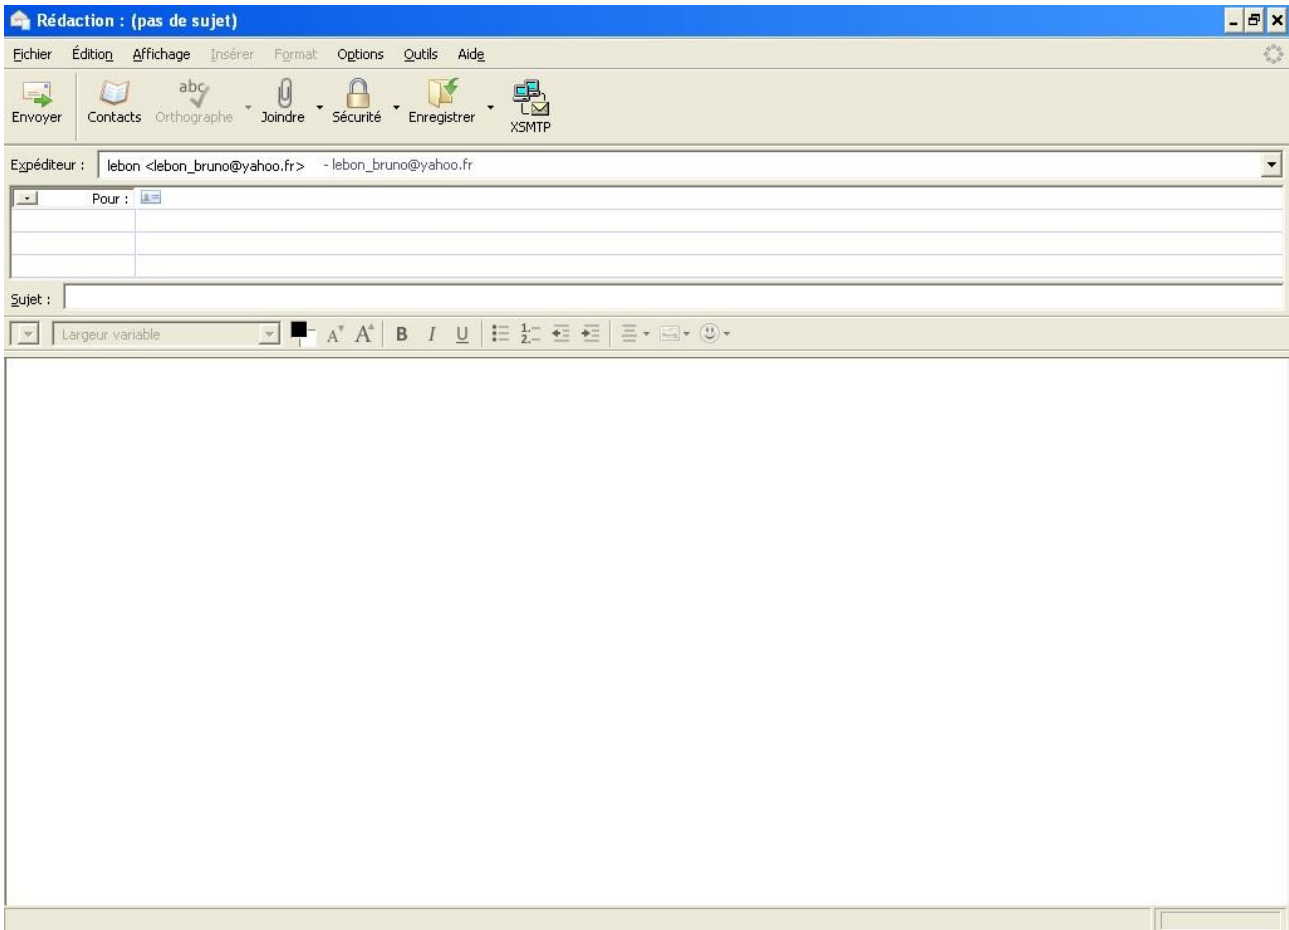 Rédaction : (pas de sujet)
Fichier Édition Affichage Insérer Format Options Outils Aide
Envoyer Contacts Orthographe Joindre Sécurité Enregistrer XSMTP
Expéditeur : lebon <lebon_bruno@yahoo.fr> - lebon_bruno@yahoo.fr
Pour :
Sujet :
Largeur variable A A B I U